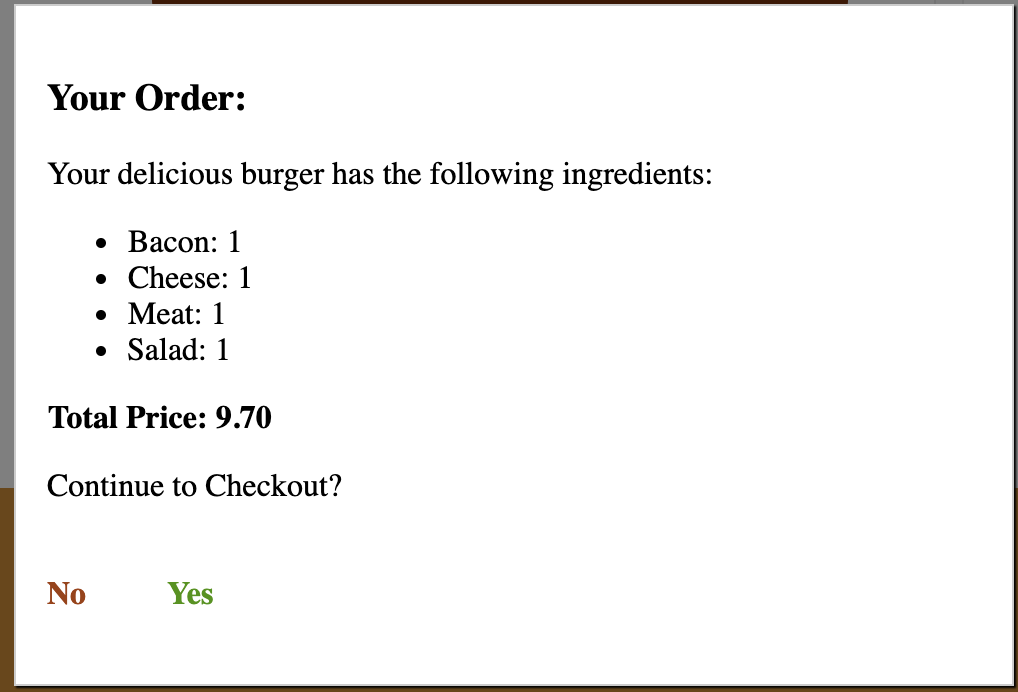 Your Order:
Your delicious burger has the following ingredients:
• Bacon: 1
• Cheese: 1
• Meat: 1
• Salad: 1
Total Price: 9.70
Continue to Checkout?
No Yes